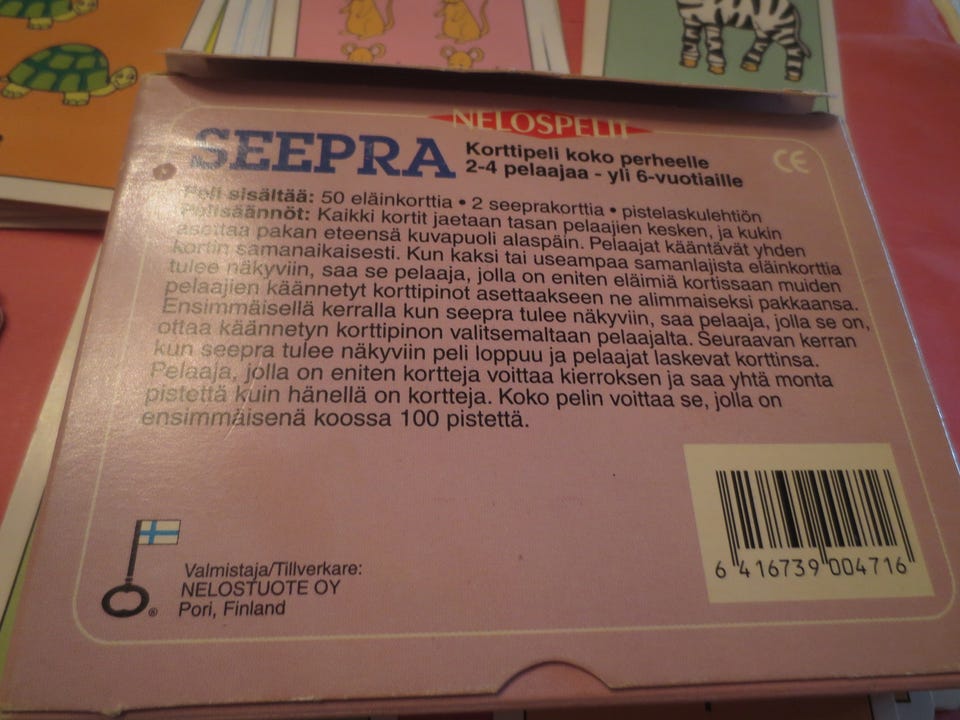 NELOSPELIT
SEEPRA
Korttipeli koko perheelle
2-4 pelaajaa - yli 6-vuotiaille
CE
Peli sisältää: 50 eläinkorttia • 2 seeprakorttia • pistelaskulehtiön
Pelisäännöt: Kaikki kortit jaetaan tasan pelaajien kesken, ja kukin
asettaa pakan eteensä kuvapuoli alaspäin. Pelaajat kääntävät yhden
kortin samanaikaisesti. Kun kaksi tai useampaa samanlajista eläinkorttia
tulee näkyviin, saa se pelaaja, jolla on eniten eläimiä kortissaan muiden
pelaajien käännetyt korttipinot asettaakseen ne alimmaiseksi pakkaansa.
Ensimmäisellä kerralla kun seepra tulee näkyviin, saa pelaaja, jolla se on,
ottaa käännetyn korttipinon valitsemaltaan pelaajalta. Seuraavan kerran
kun seepra tulee näkyviin peli loppuu ja pelaajat laskevat korttinsa.
Pelaaja, jolla on eniten kortteja voittaa kierroksen ja saa yhtä monta
pistettä kuin hänellä on kortteja. Koko pelin voittaa se, jolla on
ensimmäisenä koossa 100 pistettä.
Valmistaja/Tillverkare:
NELOSTUOTE OY
®
Pori, Finland
6 416739 004716